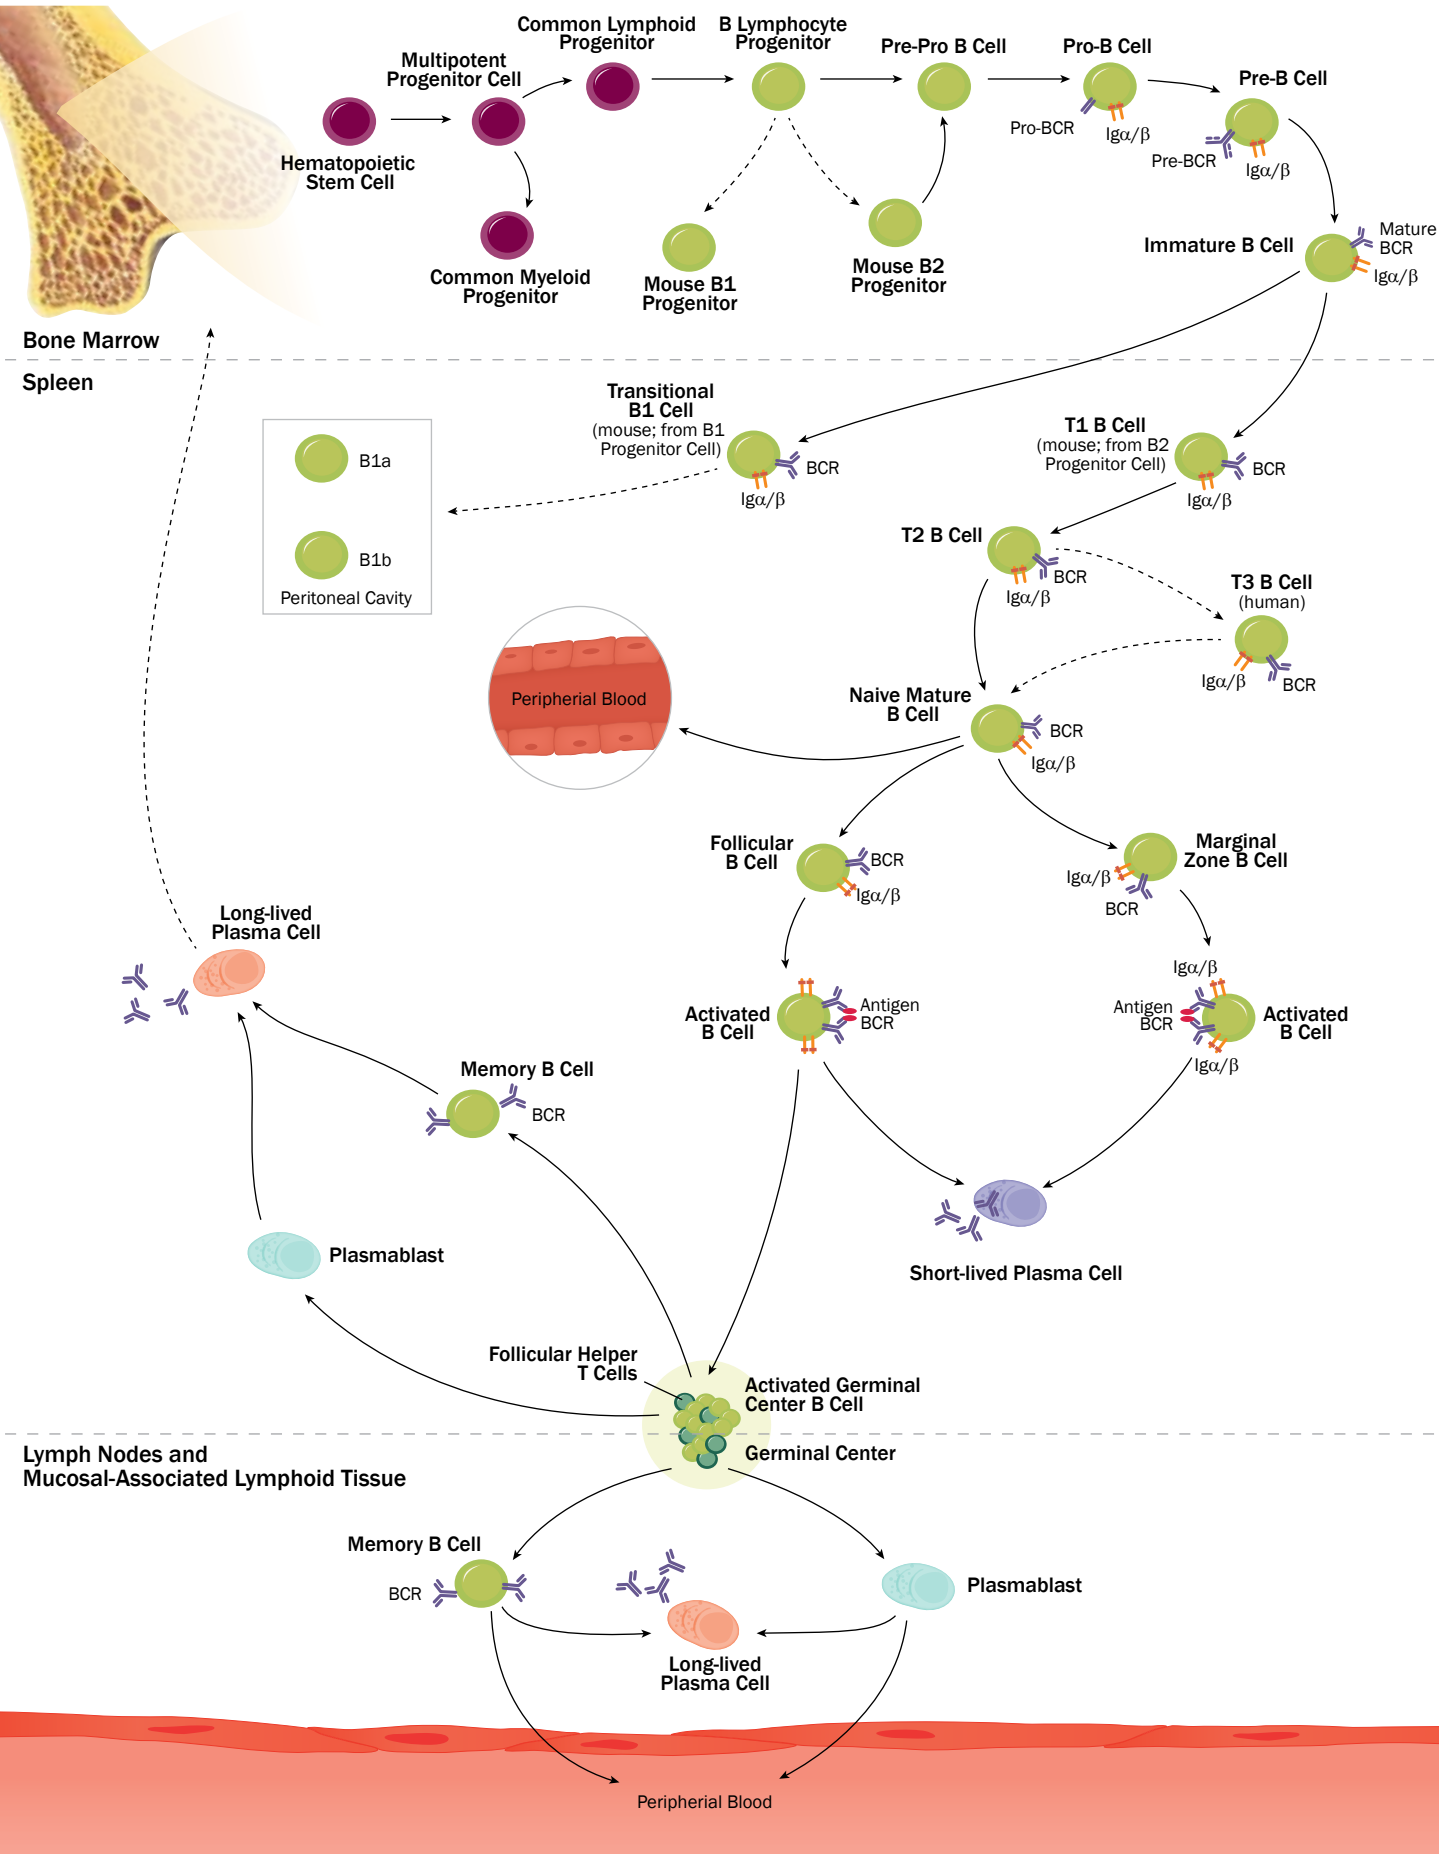 Common Lymphoid
Progenitor
B Lymphocyte
Progenitor
Pre-Pro B Cell
Pro-B Cell
Multipotent
Progenitor Cell
Pre-B Cell
Pro-BCR
Igα/β
Hematopoietic
Stem Cell
Pre-BCR
Igα/β
Mature
BCR
Immature B Cell
Igα/β
Common Myeloid
Progenitor
Mouse B1
Progenitor
Mouse B2
Progenitor
Bone Marrow
Spleen
Transitional
B1 Cell
(mouse; from B1
Progenitor Cell)
BCR
Igα/β
T1 B Cell
(mouse; from B2
Progenitor Cell)
BCR
Igα/β
B1a
B1b
Peritoneal Cavity
T2 B Cell
BCR
Igα/β
T3 B Cell
(human)
Igα/β
BCR
Peripherial Blood
Naive Mature
B Cell
BCR
Igα/β
Follicular
B Cell
BCR
Igα/β
Marginal
Zone B Cell
Igα/β
BCR
Long-lived
Plasma Cell
Activated
B Cell
Antigen
BCR
Igα/β
Antigen
BCR
Activated
B Cell
Igα/β
Memory B Cell
BCR
Plasmablast
Short-lived Plasma Cell
Follicular Helper
T Cells
Activated Germinal
Center B Cell
Germinal Center
Lymph Nodes and
Mucosal-Associated Lymphoid Tissue
Memory B Cell
BCR
Plasmablast
Long-lived
Plasma Cell
Peripherial Blood